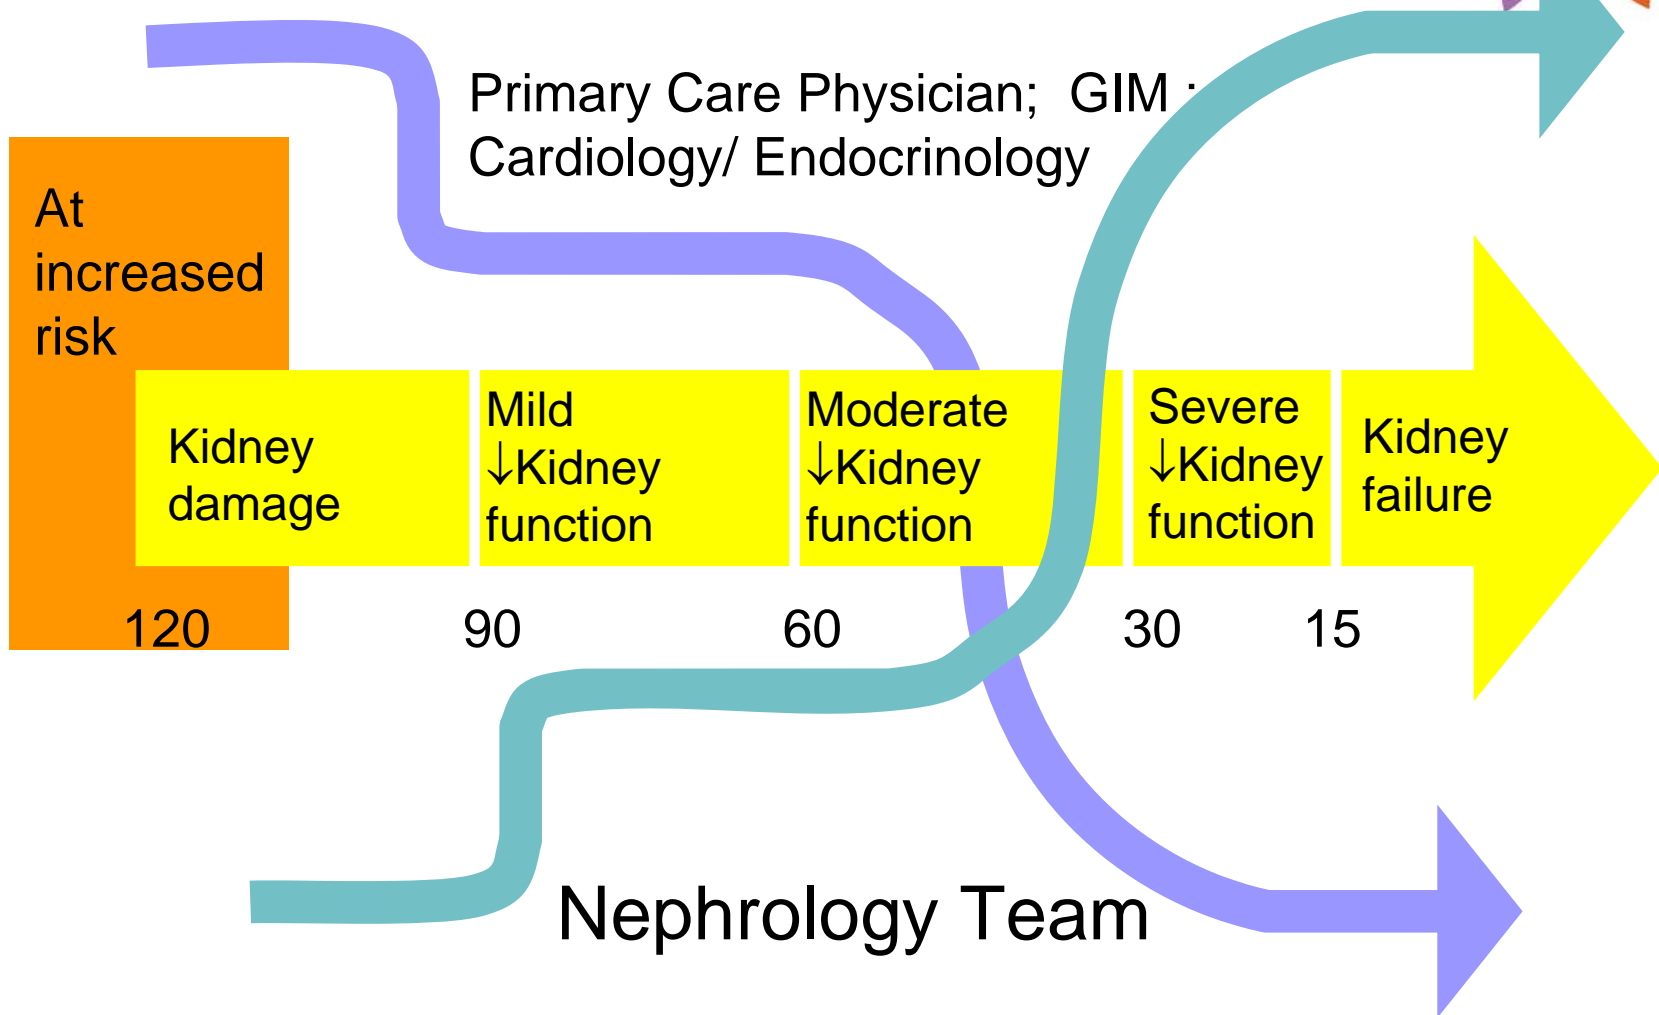 Primary Care Physician; GIM ;
Cardiology/ Endocrinology
At
increased
risk
Kidney
damage
Mild
↓Kidney
function
Moderate
↓Kidney
function
Severe
↓Kidney
function
Kidney
failure
120 90 60 30 15
Nephrology Team